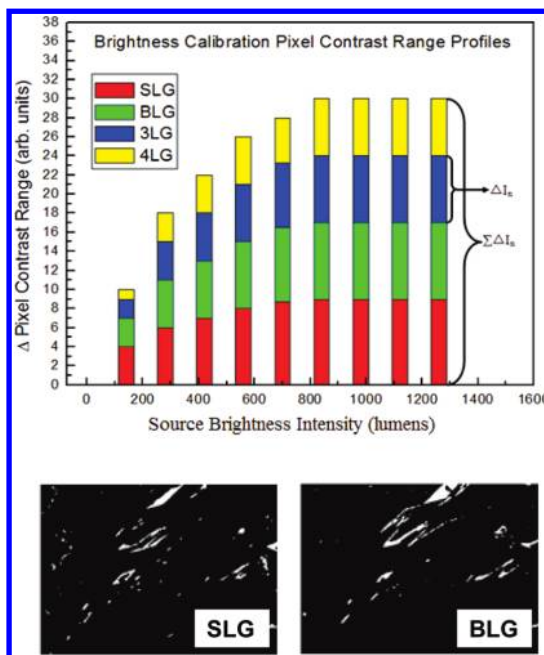 Brightness Calibration Pixel Contrast Range Profiles
SLG
BLG
3LG
4LG
Δ Pixel Contrast Range (arb. units)
38
36
34
32
30
28
26
24
22
20
18
16
14
12
10
8
6
4
2
0
ΔIₙ
ΣΔIₙ
0 200 400 600 800 1000 1200 1400 1600
Source Brightness Intensity (lumens)
SLG
BLG